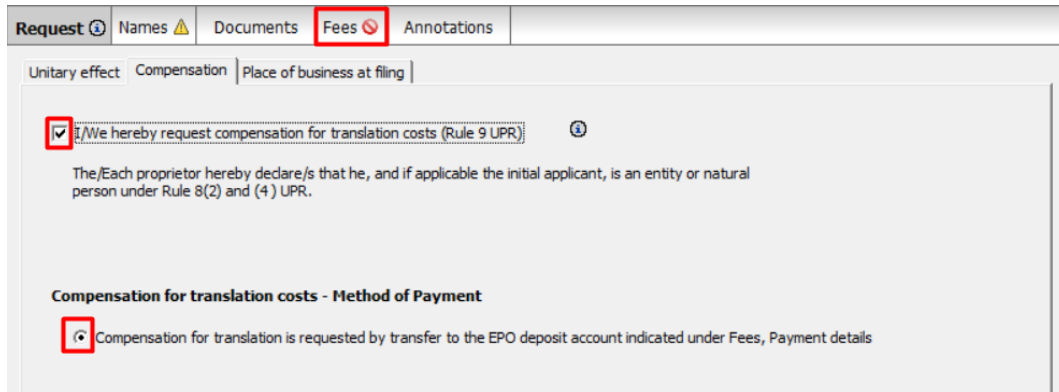 Request Names Documents Fees Annotations
Unitary effect Compensation Place of business at filing
I/We hereby request compensation for translation costs (Rule 9 UPR)
The/Each proprietor hereby declare/s that he, and if applicable the initial applicant, is an entity or natural
person under Rule 8(2) and (4) UPR.
Compensation for translation costs - Method of Payment
Compensation for translation is requested by transfer to the EPO deposit account indicated under Fees, Payment details